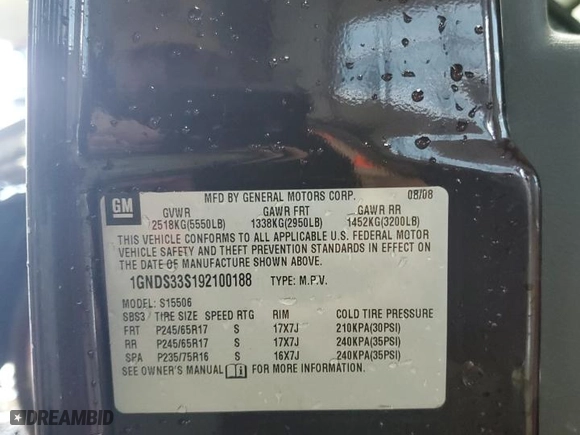 GM
MFD BY GENERAL MOTORS CORP. 08/08
GVWR GAWR FRT GAWR RR
2518KG(5550LB) 1338KG(2950LB) 1452KG(3200LB)
THIS VEHICLE CONFORMS TO ALL APPLICABLE U.S. FEDERAL MOTOR
VEHICLE SAFETY AND THEFT PREVENTION STANDARDS IN EFFECT ON
THE DATE OF MANUFACTURE SHOWN ABOVE.
1GNDS33S192100188 TYPE: M.P.V.
MODEL: S15506
SBS3 / TIRE SIZE SPEED RTG RIM COLD TIRE PRESSURE
FRT P245/65R17 S 17X7J 210KPA(30PSI)
RR P245/65R17 S 17X7J 240KPA(35PSI)
SPA P235/75R16 S 16X7J 240KPA(35PSI)
SEE OWNER'S MANUAL FOR MORE INFORMATION.
DREAMBID